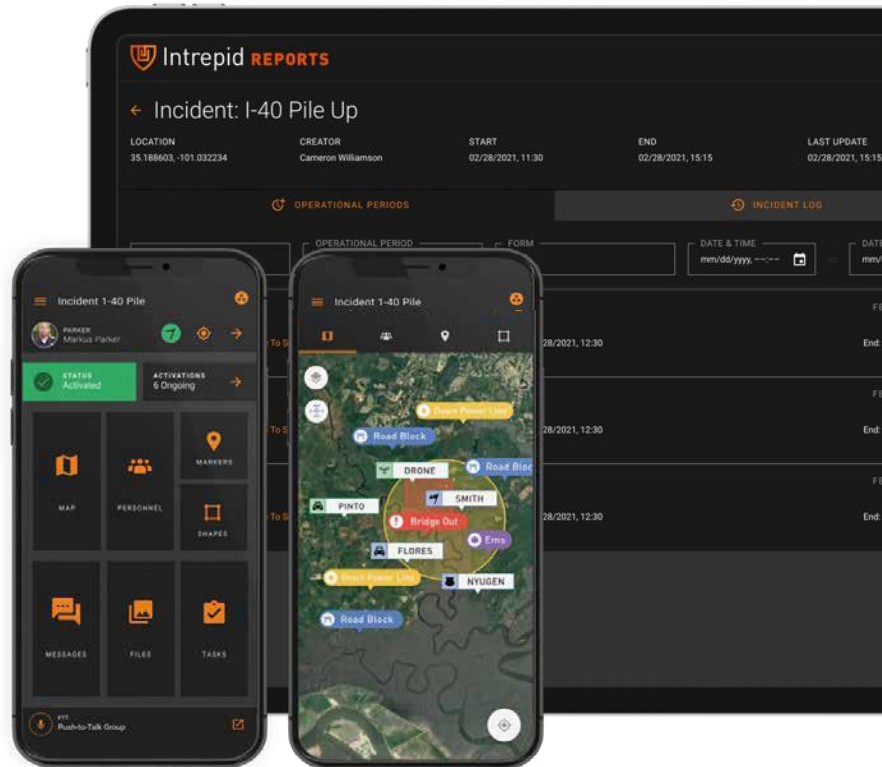 Intrepid REPORTS
Incident: I-40 Pile Up
LOCATION
35.188603, -101.032234
CREATOR
Cameron Williamson
START
02/28/2021, 11:30
END
02/28/2021, 15:15
LAST UPDATE
02/28/2021, 15:15
OPERATIONAL PERIODS
INCIDENT LOG
OPERATIONAL PERIOD
FORM
DATE & TIME
mm/dd/yyyy, --:--
DATE
mm/
28/2021, 12:30
End:
28/2021, 12:30
End:
28/2021, 12:30
End:
Incident 1-40 Pile
PARKER
Markus Parker
STATUS
Activated
ACTIVATIONS
6 Ongoing
MAP
PERSONNEL
MARKERS
SHAPES
MESSAGES
FILES
TASKS
PTT
Push-to-Talk Group
Incident 1-40 Pile
Down Power Line
Road Block
DRONE
Road Bloc
SMITH
PINTO
Bridge Out
Ems
FLORES
Down Power Line
NYUGEN
Road Block